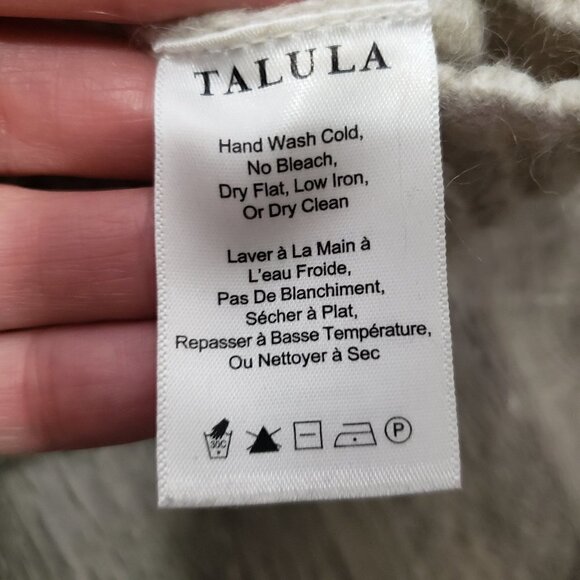 TALULA
Hand Wash Cold,
No Bleach,
Dry Flat, Low Iron,
Or Dry Clean
Laver à La Main à
L'eau Froide,
Pas De Blanchiment,
Sécher à Plat,
Repasser à Basse Température,
Ou Nettoyer à Sec
30C P